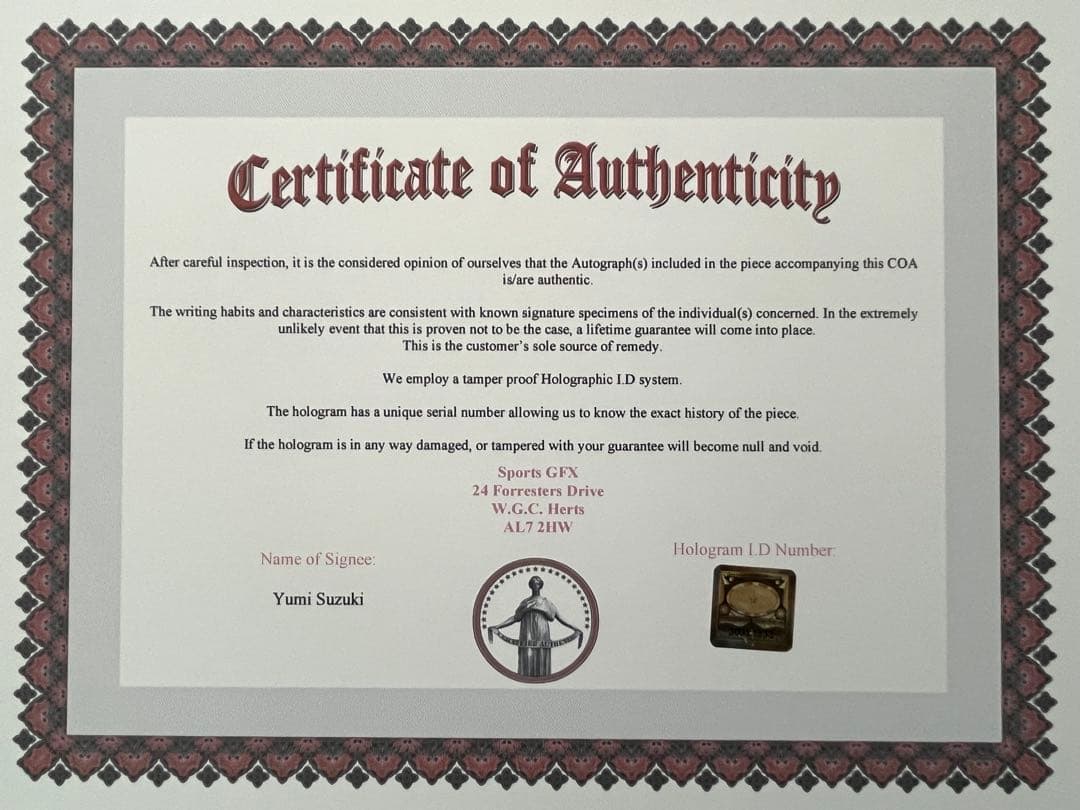 Certificate of Authenticity
After careful inspection, it is the considered opinion of ourselves that the Autograph(s) included in the piece accompanying this COA
is/are authentic.
The writing habits and characteristics are consistent with known signature specimens of the individual(s) concerned. In the extremely
unlikely event that this is proven not to be the case, a lifetime guarantee will come into place.
This is the customer's sole source of remedy.
We employ a tamper proof Holographic I.D system.
The hologram has a unique serial number allowing us to know the exact history of the piece.
If the hologram is in any way damaged, or tampered with your guarantee will become null and void.
Sports GFX
24 Forresters Drive
W.G.C. Herts
AL7 2HW
Name of Signee:
Yumi Suzuki
Hologram I.D Number: